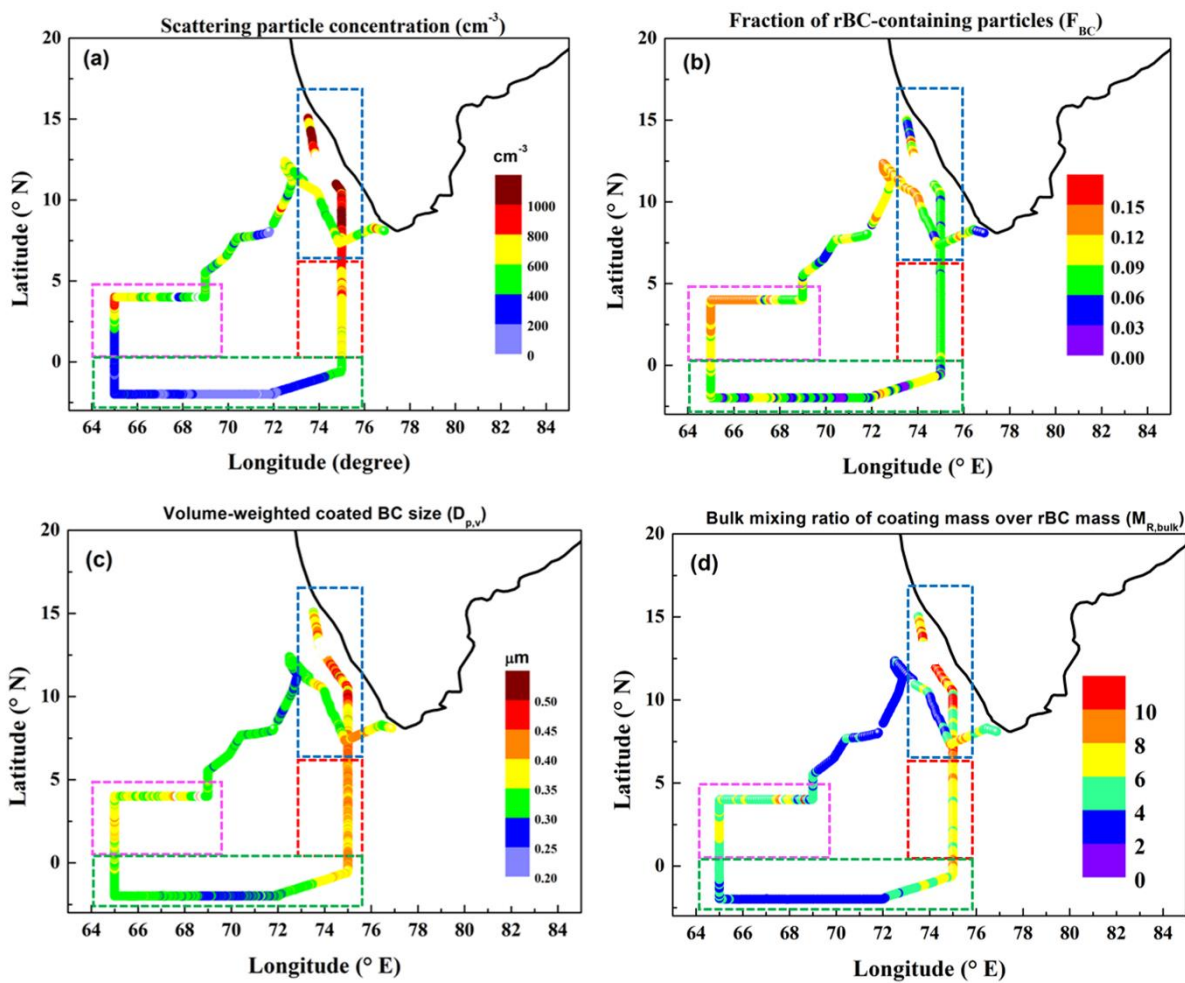 Scattering particle concentration (cm⁻³)
(a)
cm⁻³
1000
800
600
400
200
0
20
15
10
5
0
Latitude (° N)
64 66 68 70 72 74 76 78 80 82 84
Longitude (degree)
Fraction of rBC-containing particles (F_BC)
(b)
0.15
0.12
0.09
0.06
0.03
0.00
20
15
10
5
0
Latitude (° N)
64 66 68 70 72 74 76 78 80 82 84
Longitude (° E)
Volume-weighted coated BC size (D_p,v)
(c)
μm
0.50
0.45
0.40
0.35
0.30
0.25
0.20
20
15
10
5
0
Latitude (° N)
64 66 68 70 72 74 76 78 80 82 84
Longitude (° E)
Bulk mixing ratio of coating mass over rBC mass (M_R,bulk)
(d)
10
8
6
4
2
0
20
15
10
5
0
Latitude (° N)
64 66 68 70 72 74 76 78 80 82 84
Longitude (° E)